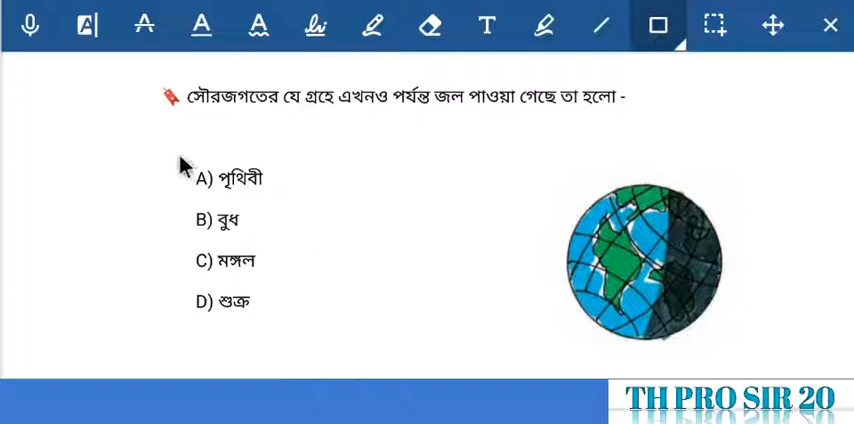 সৌরজগতের যে গ্রহে এখনও পর্যন্ত জল পাওয়া গেছে তা হলো -
A) পৃথিবী
B) বুধ
C) মঙ্গল
D) শুক্র
TH PRO SIR 20